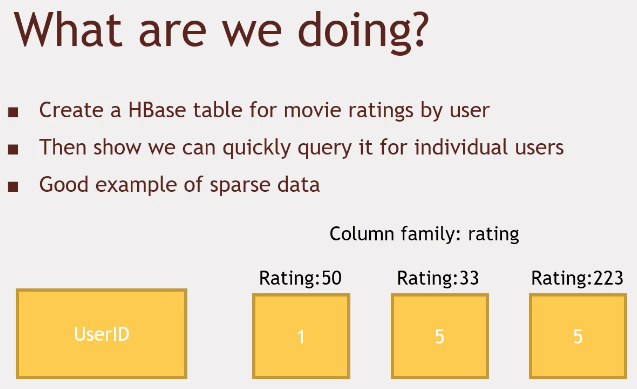 What are we doing?
▪ Create a HBase table for movie ratings by user
▪ Then show we can quickly query it for individual users
▪ Good example of sparse data
Column family: rating
Rating:50 Rating:33 Rating:223
UserID 1 5 5